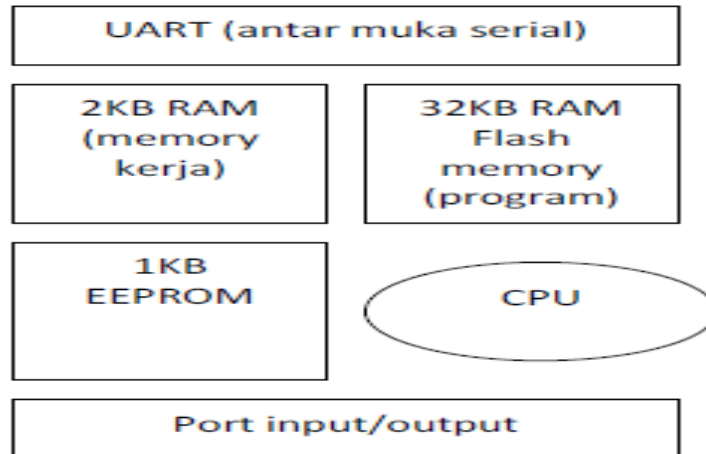 UART (antar muka serial)
2KB RAM
(memory
kerja)
32KB RAM
Flash
memory
(program)
1KB
EEPROM
CPU
Port input/output